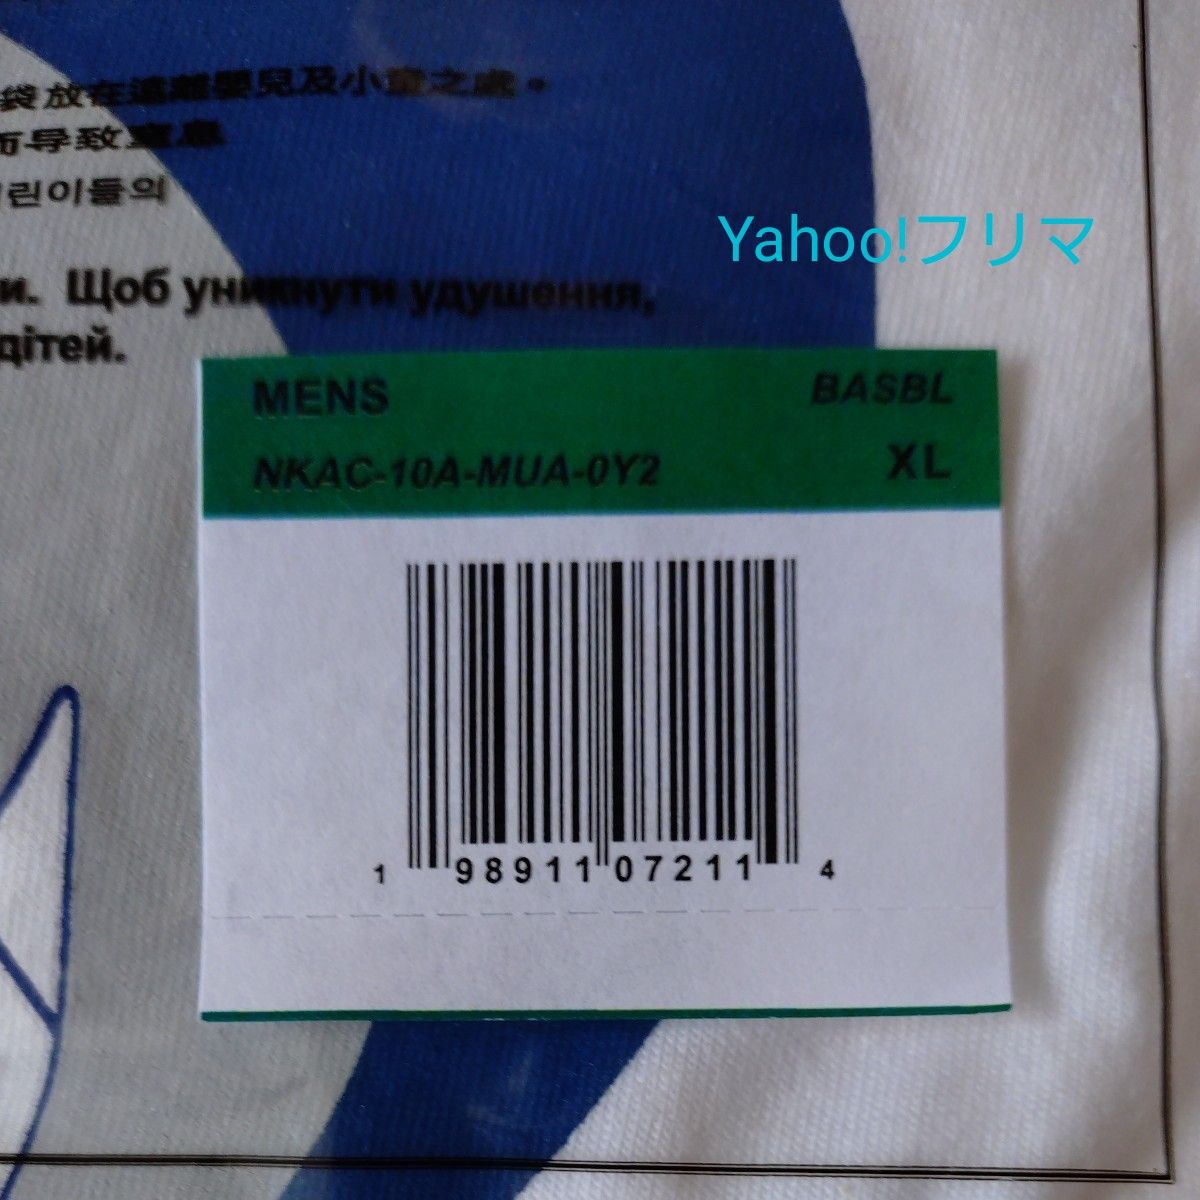 袋放在遠離嬰兒及小童之處。
而导致窒息
린이들의
Yahoo!フリマ
и. Щоб уникнути удушення,
дітей.
MENS BASBL
NKAC-10A-MUA-0Y2 XL
1 98911 07211 4